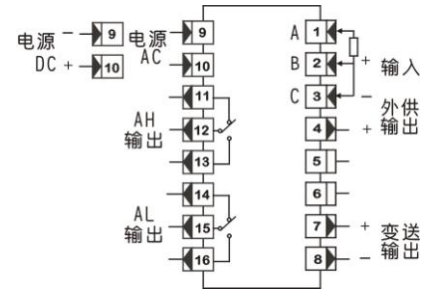 电源 - 9
DC + 10
电源 9
AC 10
11
AH 12
输出 13
14
AL 15
输出 16
A 1
B 2 + 输入
C 3 -
外供
4 + 输出
5
6
7 + 变送
8 - 输出